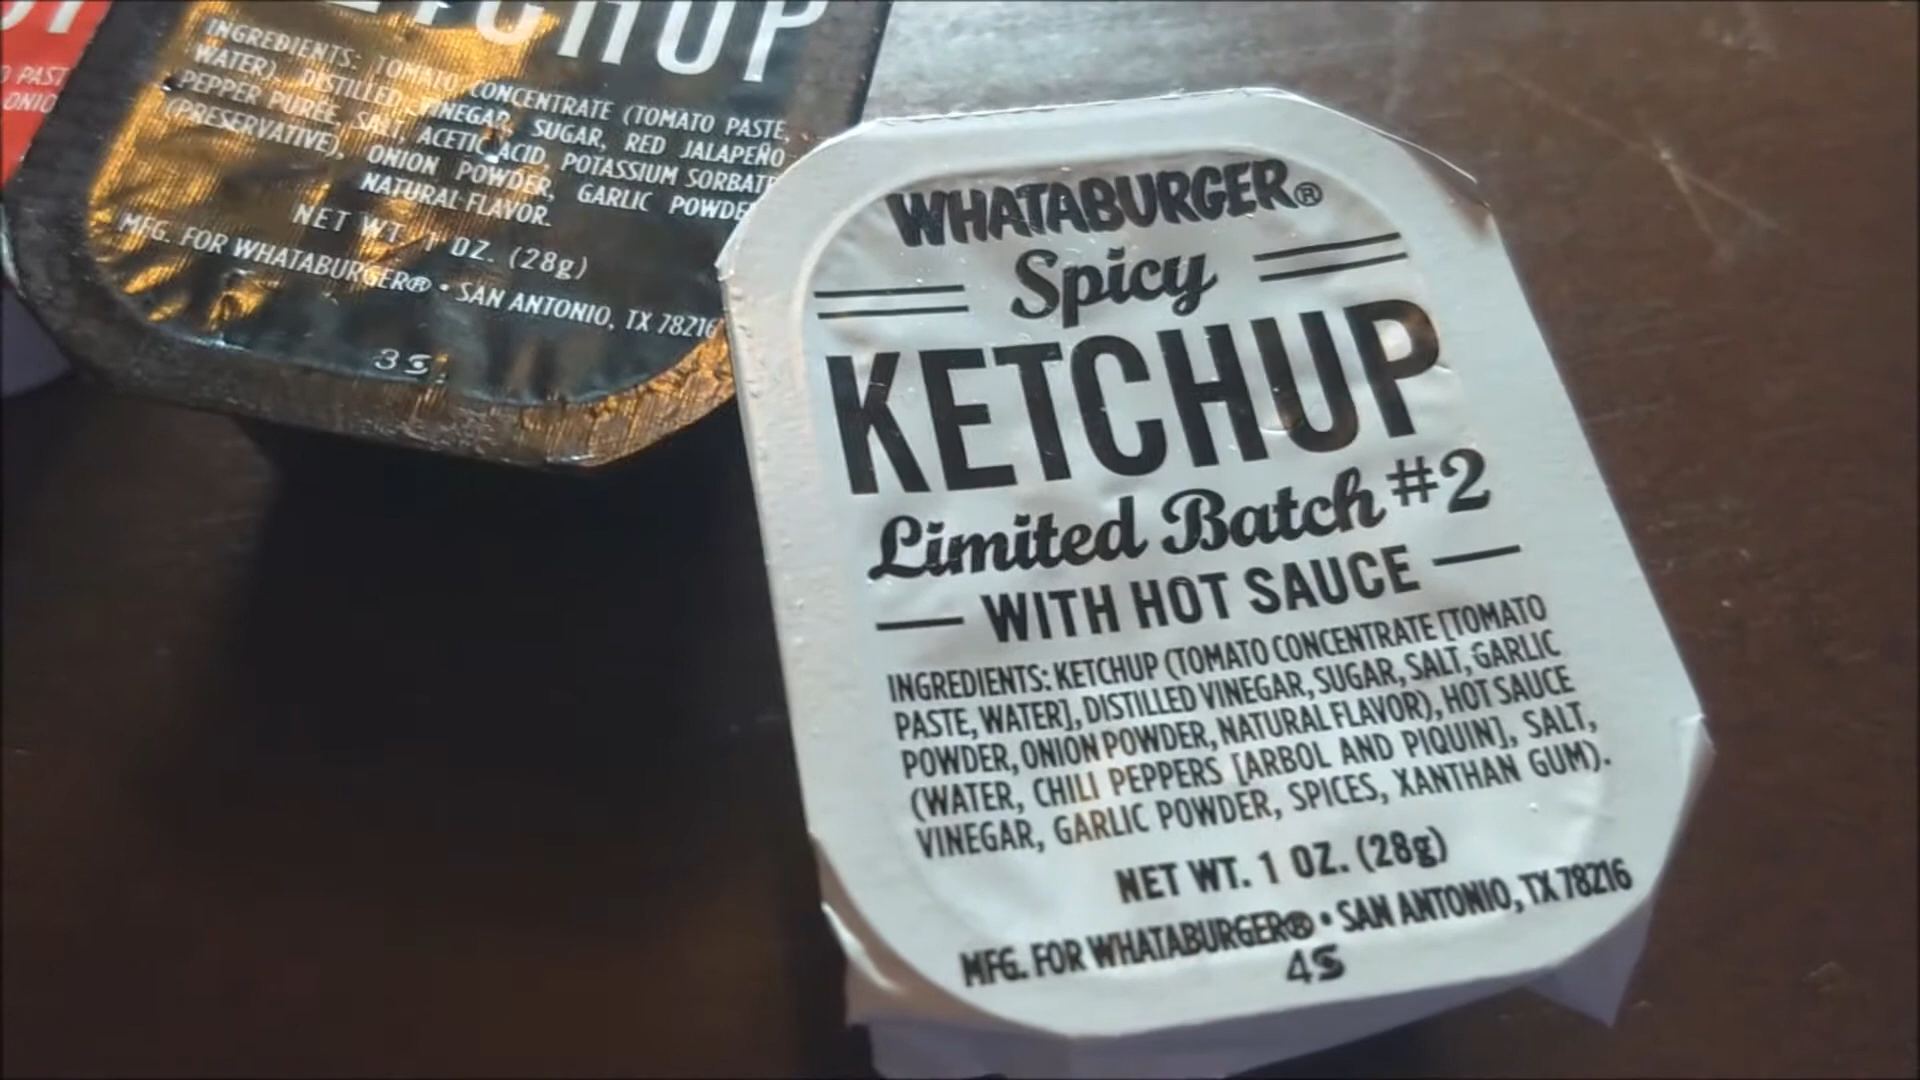 KETCHUP
INGREDIENTS: TOMATO CONCENTRATE (TOMATO PASTE,
WATER), DISTILLED VINEGAR, SUGAR, RED JALAPEÑO
PEPPER PURÉE, SALT, ACETIC ACID, POTASSIUM SORBATE
(PRESERVATIVE), ONION POWDER, GARLIC POWDER,
NATURAL FLAVOR.
NET WT. 1 OZ. (28g)
MFG. FOR WHATABURGER® • SAN ANTONIO, TX 78216
3S
WHATABURGER®
Spicy
KETCHUP
Limited Batch #2
WITH HOT SAUCE
INGREDIENTS: KETCHUP (TOMATO CONCENTRATE [TOMATO
PASTE, WATER], DISTILLED VINEGAR, SUGAR, SALT, GARLIC
POWDER, ONION POWDER, NATURAL FLAVOR), HOT SAUCE
(WATER, CHILI PEPPERS [ARBOL AND PIQUIN], SALT,
VINEGAR, GARLIC POWDER, SPICES, XANTHAN GUM).
NET WT. 1 OZ. (28g)
MFG. FOR WHATABURGER® • SAN ANTONIO, TX 78216
4S